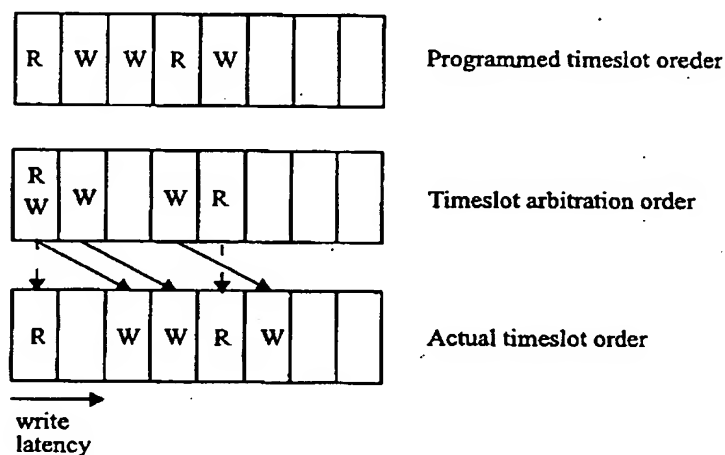 R W W R W Programmed timeslot oreder
R
W W W R Timeslot arbitration order
R W W R W Actual timeslot order
write
latency